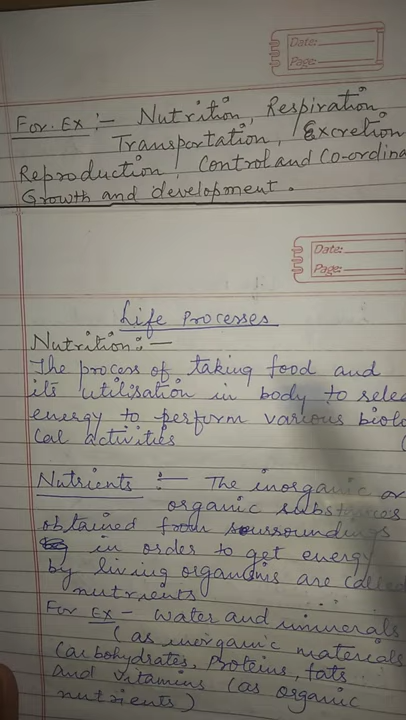 Date:
Page:
For. Ex :- Nutrition, Respiration
Transportation, Excretion
Reproduction, Control and Co-ordina
Growth and development.
Date:
Page:
Life Processes
Nutrition:-
The process of taking food and
its utilisation in body to selea
energy to perform various biolo
cal activities
Nutrients :- The inorganic or
organic substances
obtained from soursoundings
in order to get energy
by living organisms are called
nutrients
For Ex - Water and minerals
(as inorganic materials
Carbohydrates, Proteins, fats
and vitamins (as organic
nutrients)